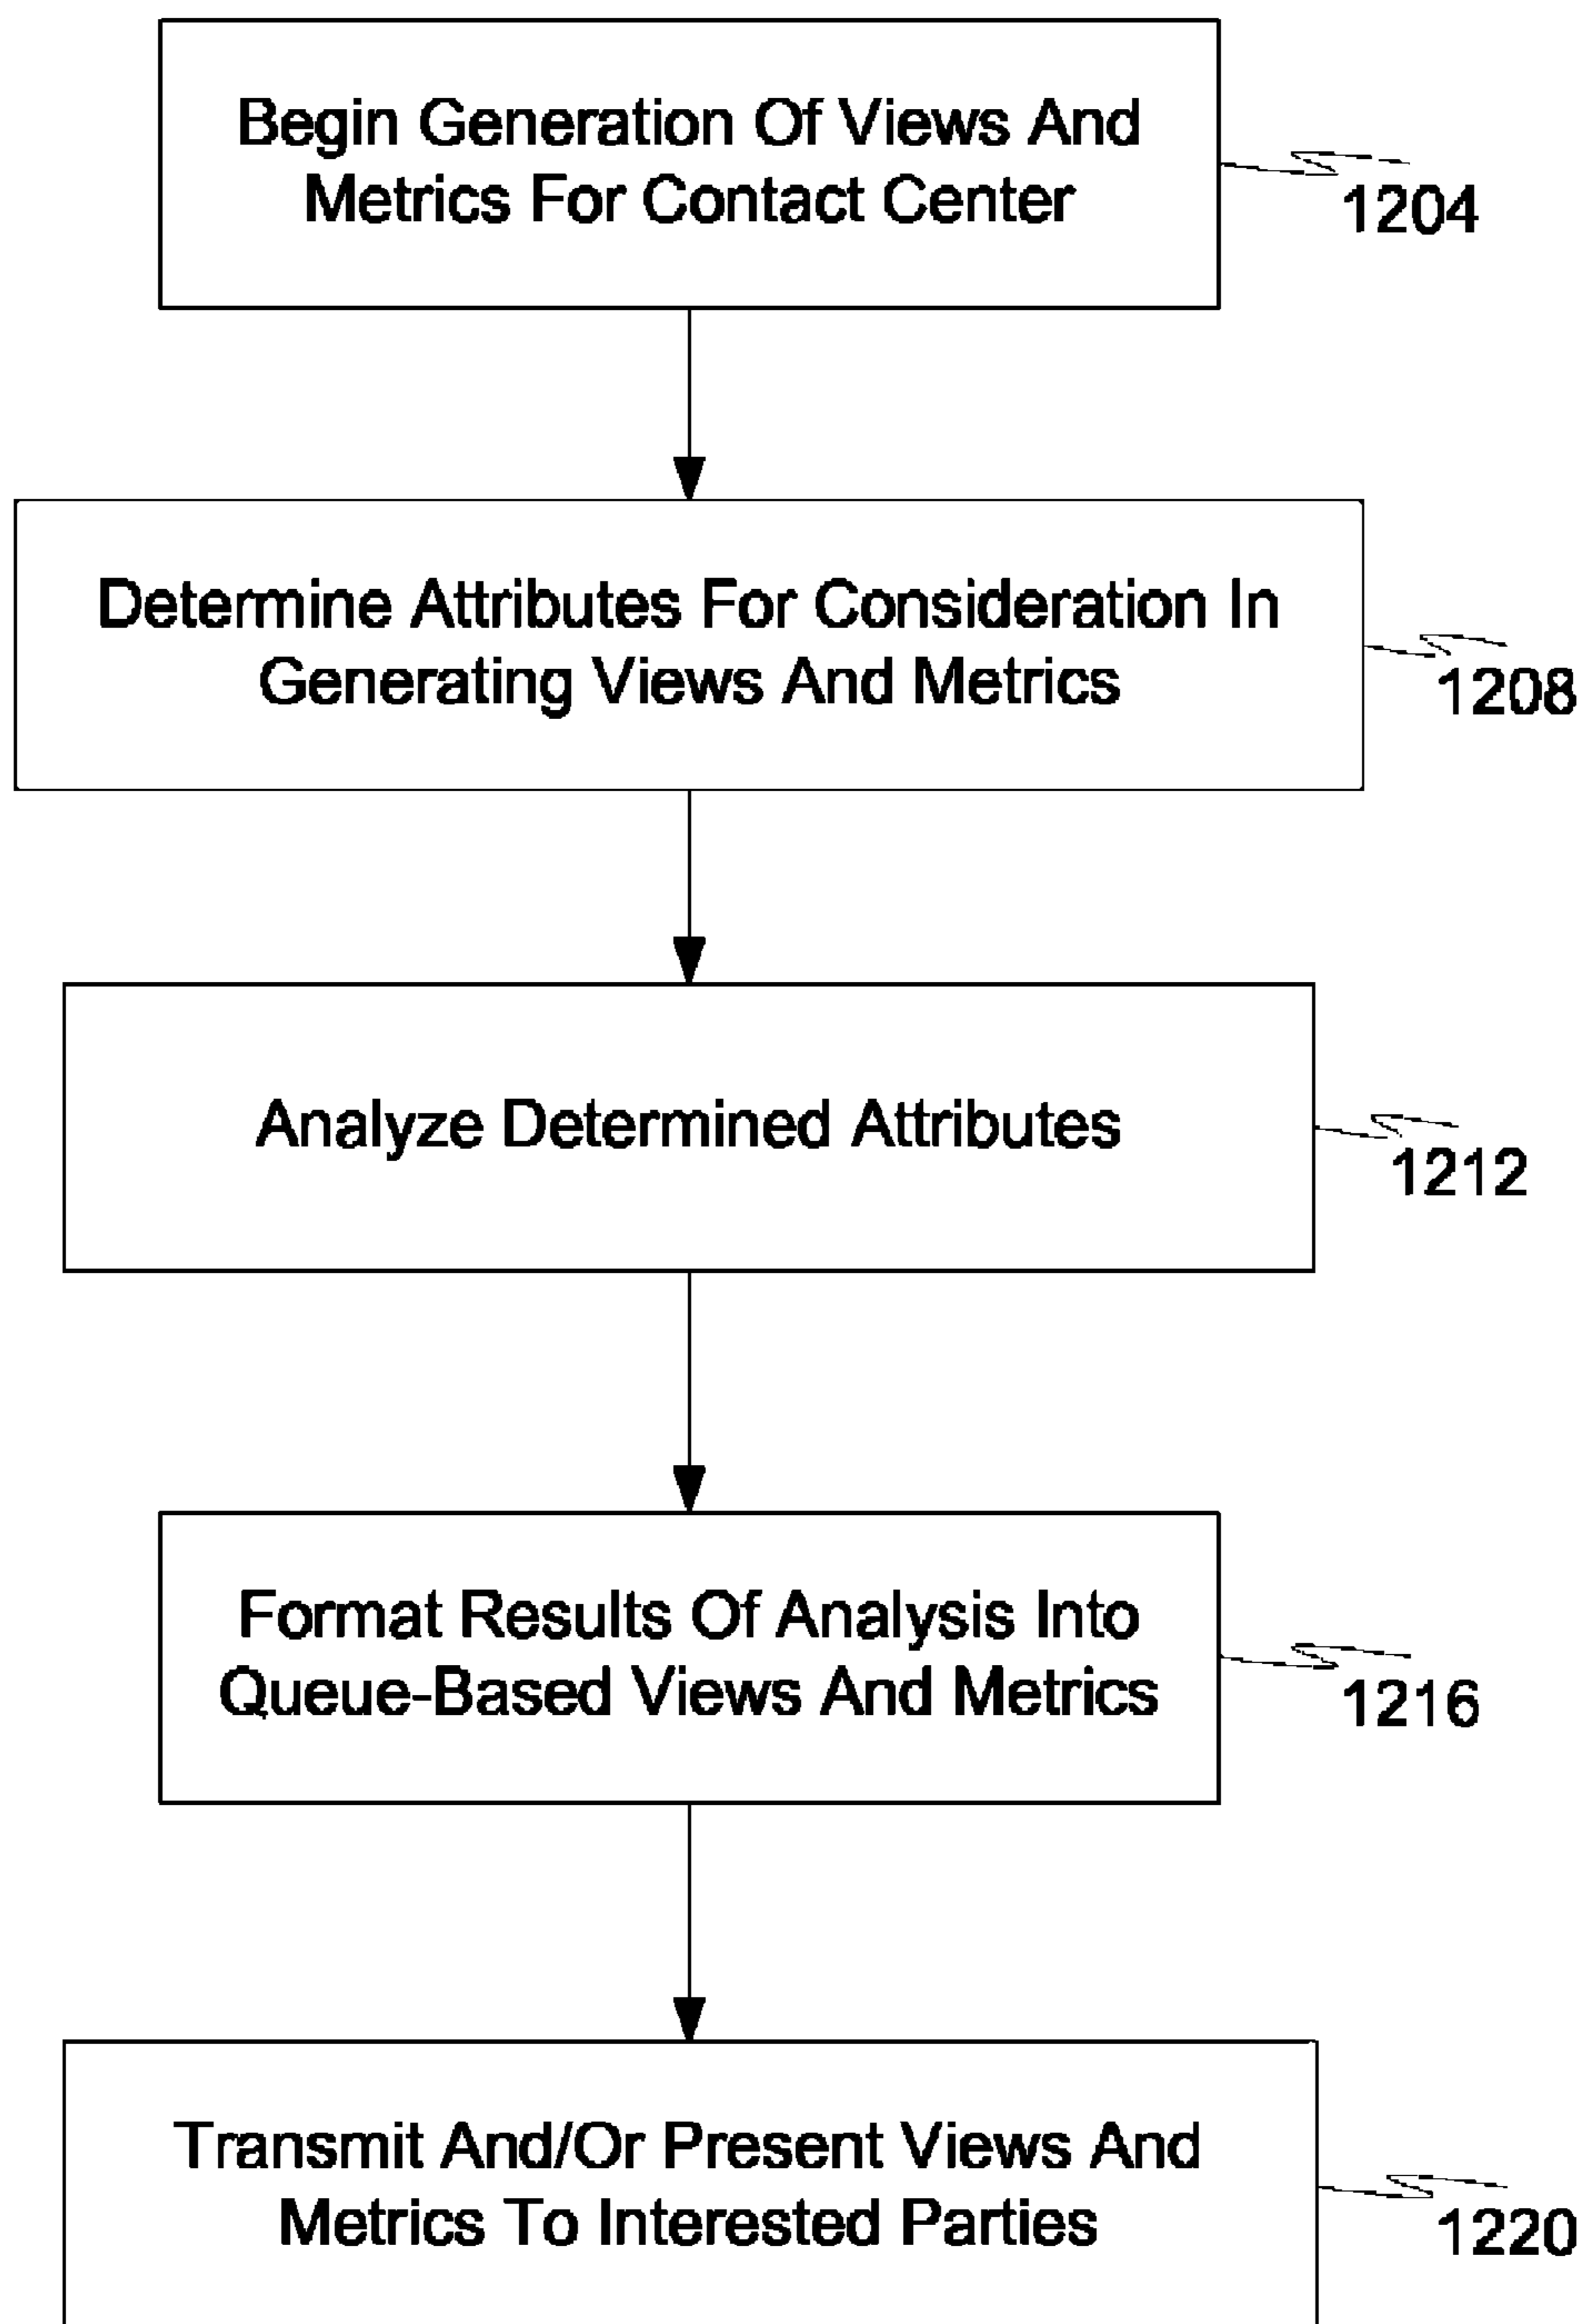 Begin Generation Of Views And
Metrics For Contact Center
1204
Determine Attributes For Consideration In
Generating Views And Metrics
1208
Analyze Determined Attributes
1212
Format Results Of Analysis Into
Queue-Based Views And Metrics
1216
Transmit And/Or Present Views And
Metrics To Interested Parties
1220